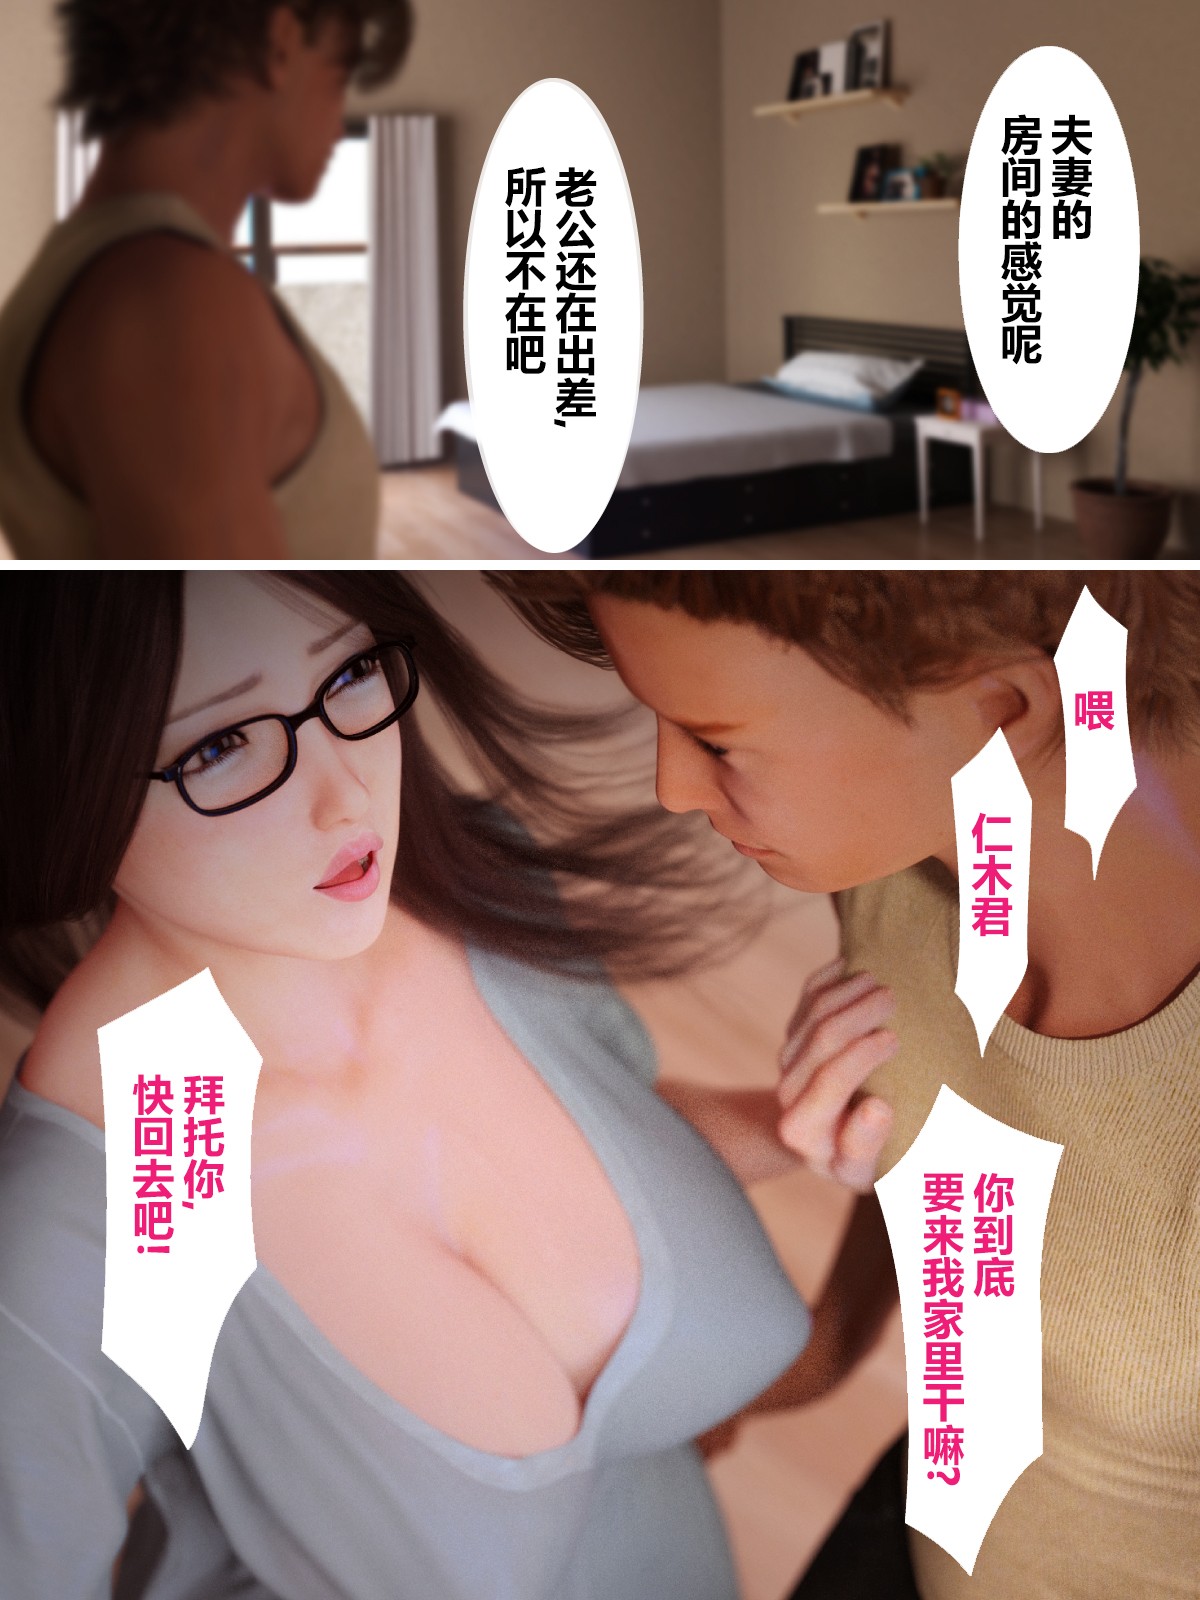 夫妻的
房间的感觉呢
老公还在出差,
所以不在吧
喂
仁木君
你到底
要来我家里干嘛?
拜托你,
快回去吧!